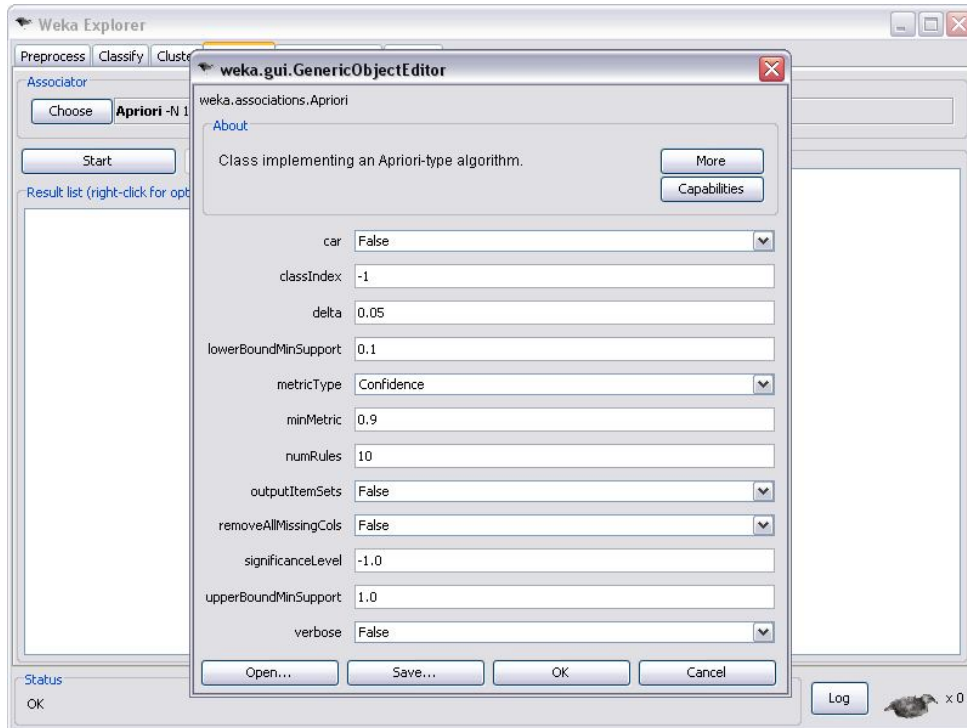 Weka Explorer
Preprocess Classify Cluste
Associator
Choose Apriori -N 1
Start
Result list (right-click for opt
weka.gui.GenericObjectEditor
weka.associations.Apriori
About
Class implementing an Apriori-type algorithm.
More
Capabilities
car False
classIndex -1
delta 0.05
lowerBoundMinSupport 0.1
metricType Confidence
minMetric 0.9
numRules 10
outputItemSets False
removeAllMissingCols False
significanceLevel -1.0
upperBoundMinSupport 1.0
verbose False
Open... Save... OK Cancel
Status
OK
Log x 0